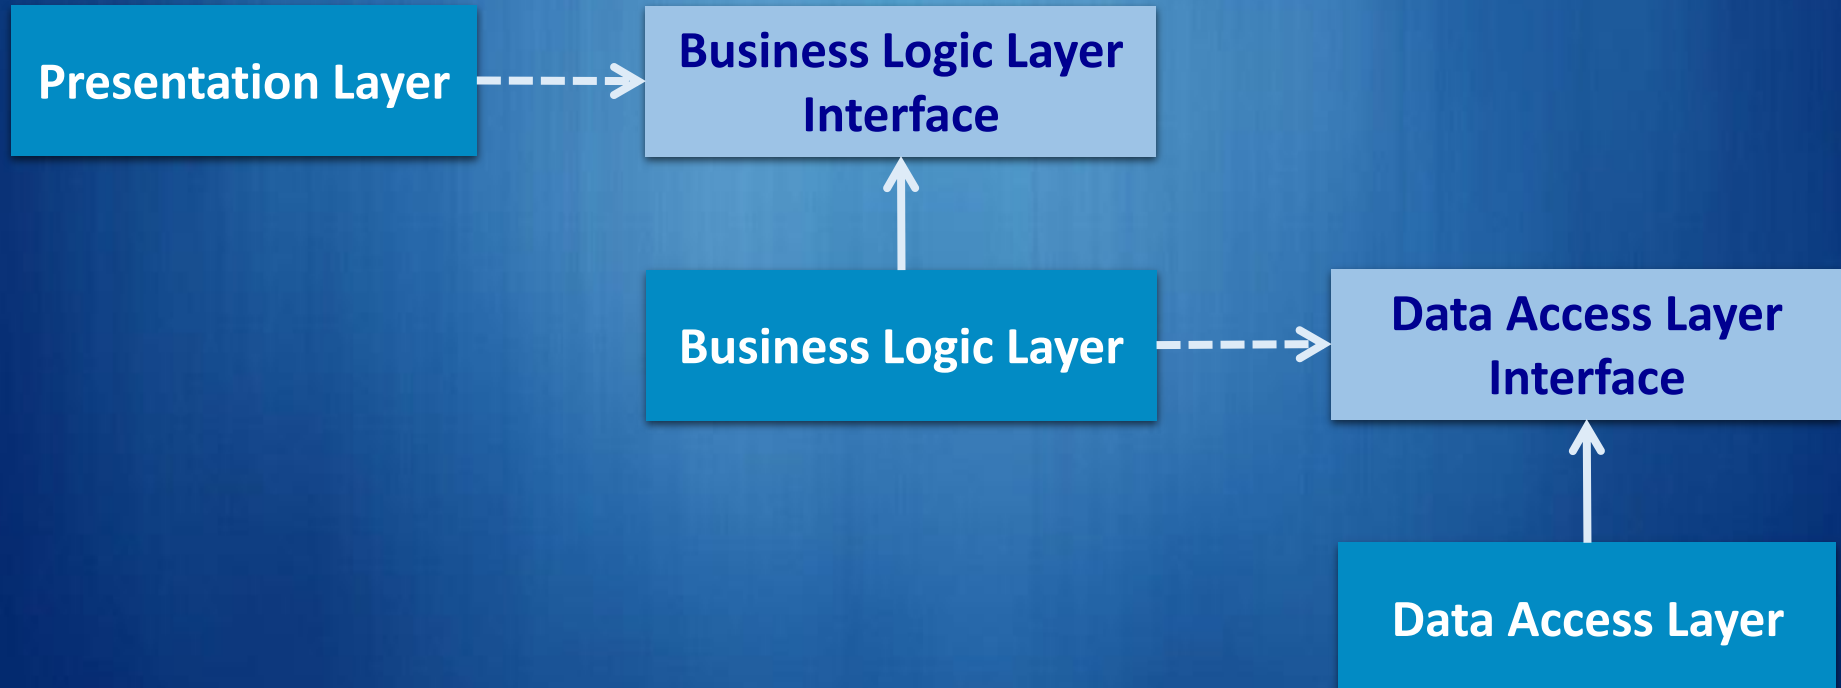 Presentation Layer
Business Logic Layer
Interface
Business Logic Layer
Data Access Layer
Interface
Data Access Layer